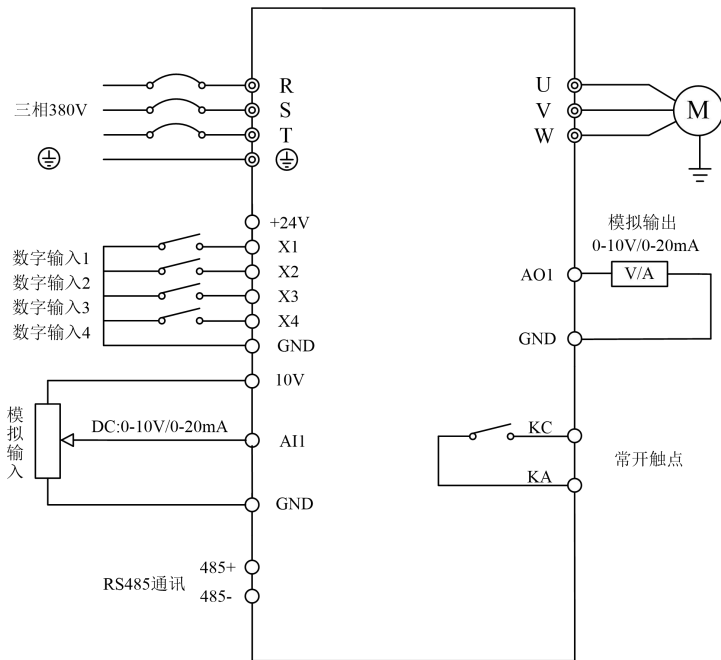 R
三相380V
S
T
U
V
W
M
+24V
数字输入1
X1
数字输入2
X2
数字输入3
X3
数字输入4
X4
GND
模拟输出
0-10V/0-20mA
AO1
V/A
GND
10V
模拟输入
DC:0-10V/0-20mA
AI1
GND
KC
KA
常开触点
RS485通讯
485+
485-